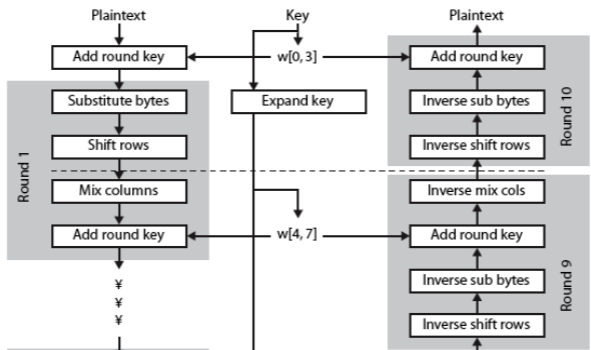 Plaintext
Key
Plaintext
Add round key
w[0, 3]
Add round key
Substitute bytes
Expand key
Inverse sub bytes
Round 10
Shift rows
Inverse shift rows
Round 1
Mix columns
Inverse mix cols
Add round key
w[4, 7]
Add round key
¥
¥
¥
Inverse sub bytes
Round 9
Inverse shift rows